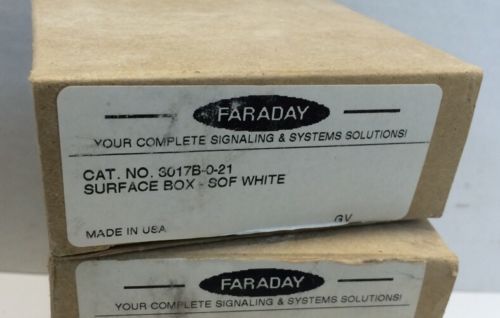 FARADAY
YOUR COMPLETE SIGNALING & SYSTEMS SOLUTIONS!
CAT. NO. 3017B-0-21
SURFACE BOX - SOF WHITE
GV
MADE IN USA
FARADAY
YOUR COMPLETE SIGNALING & SYSTEMS SOLUTIONS!